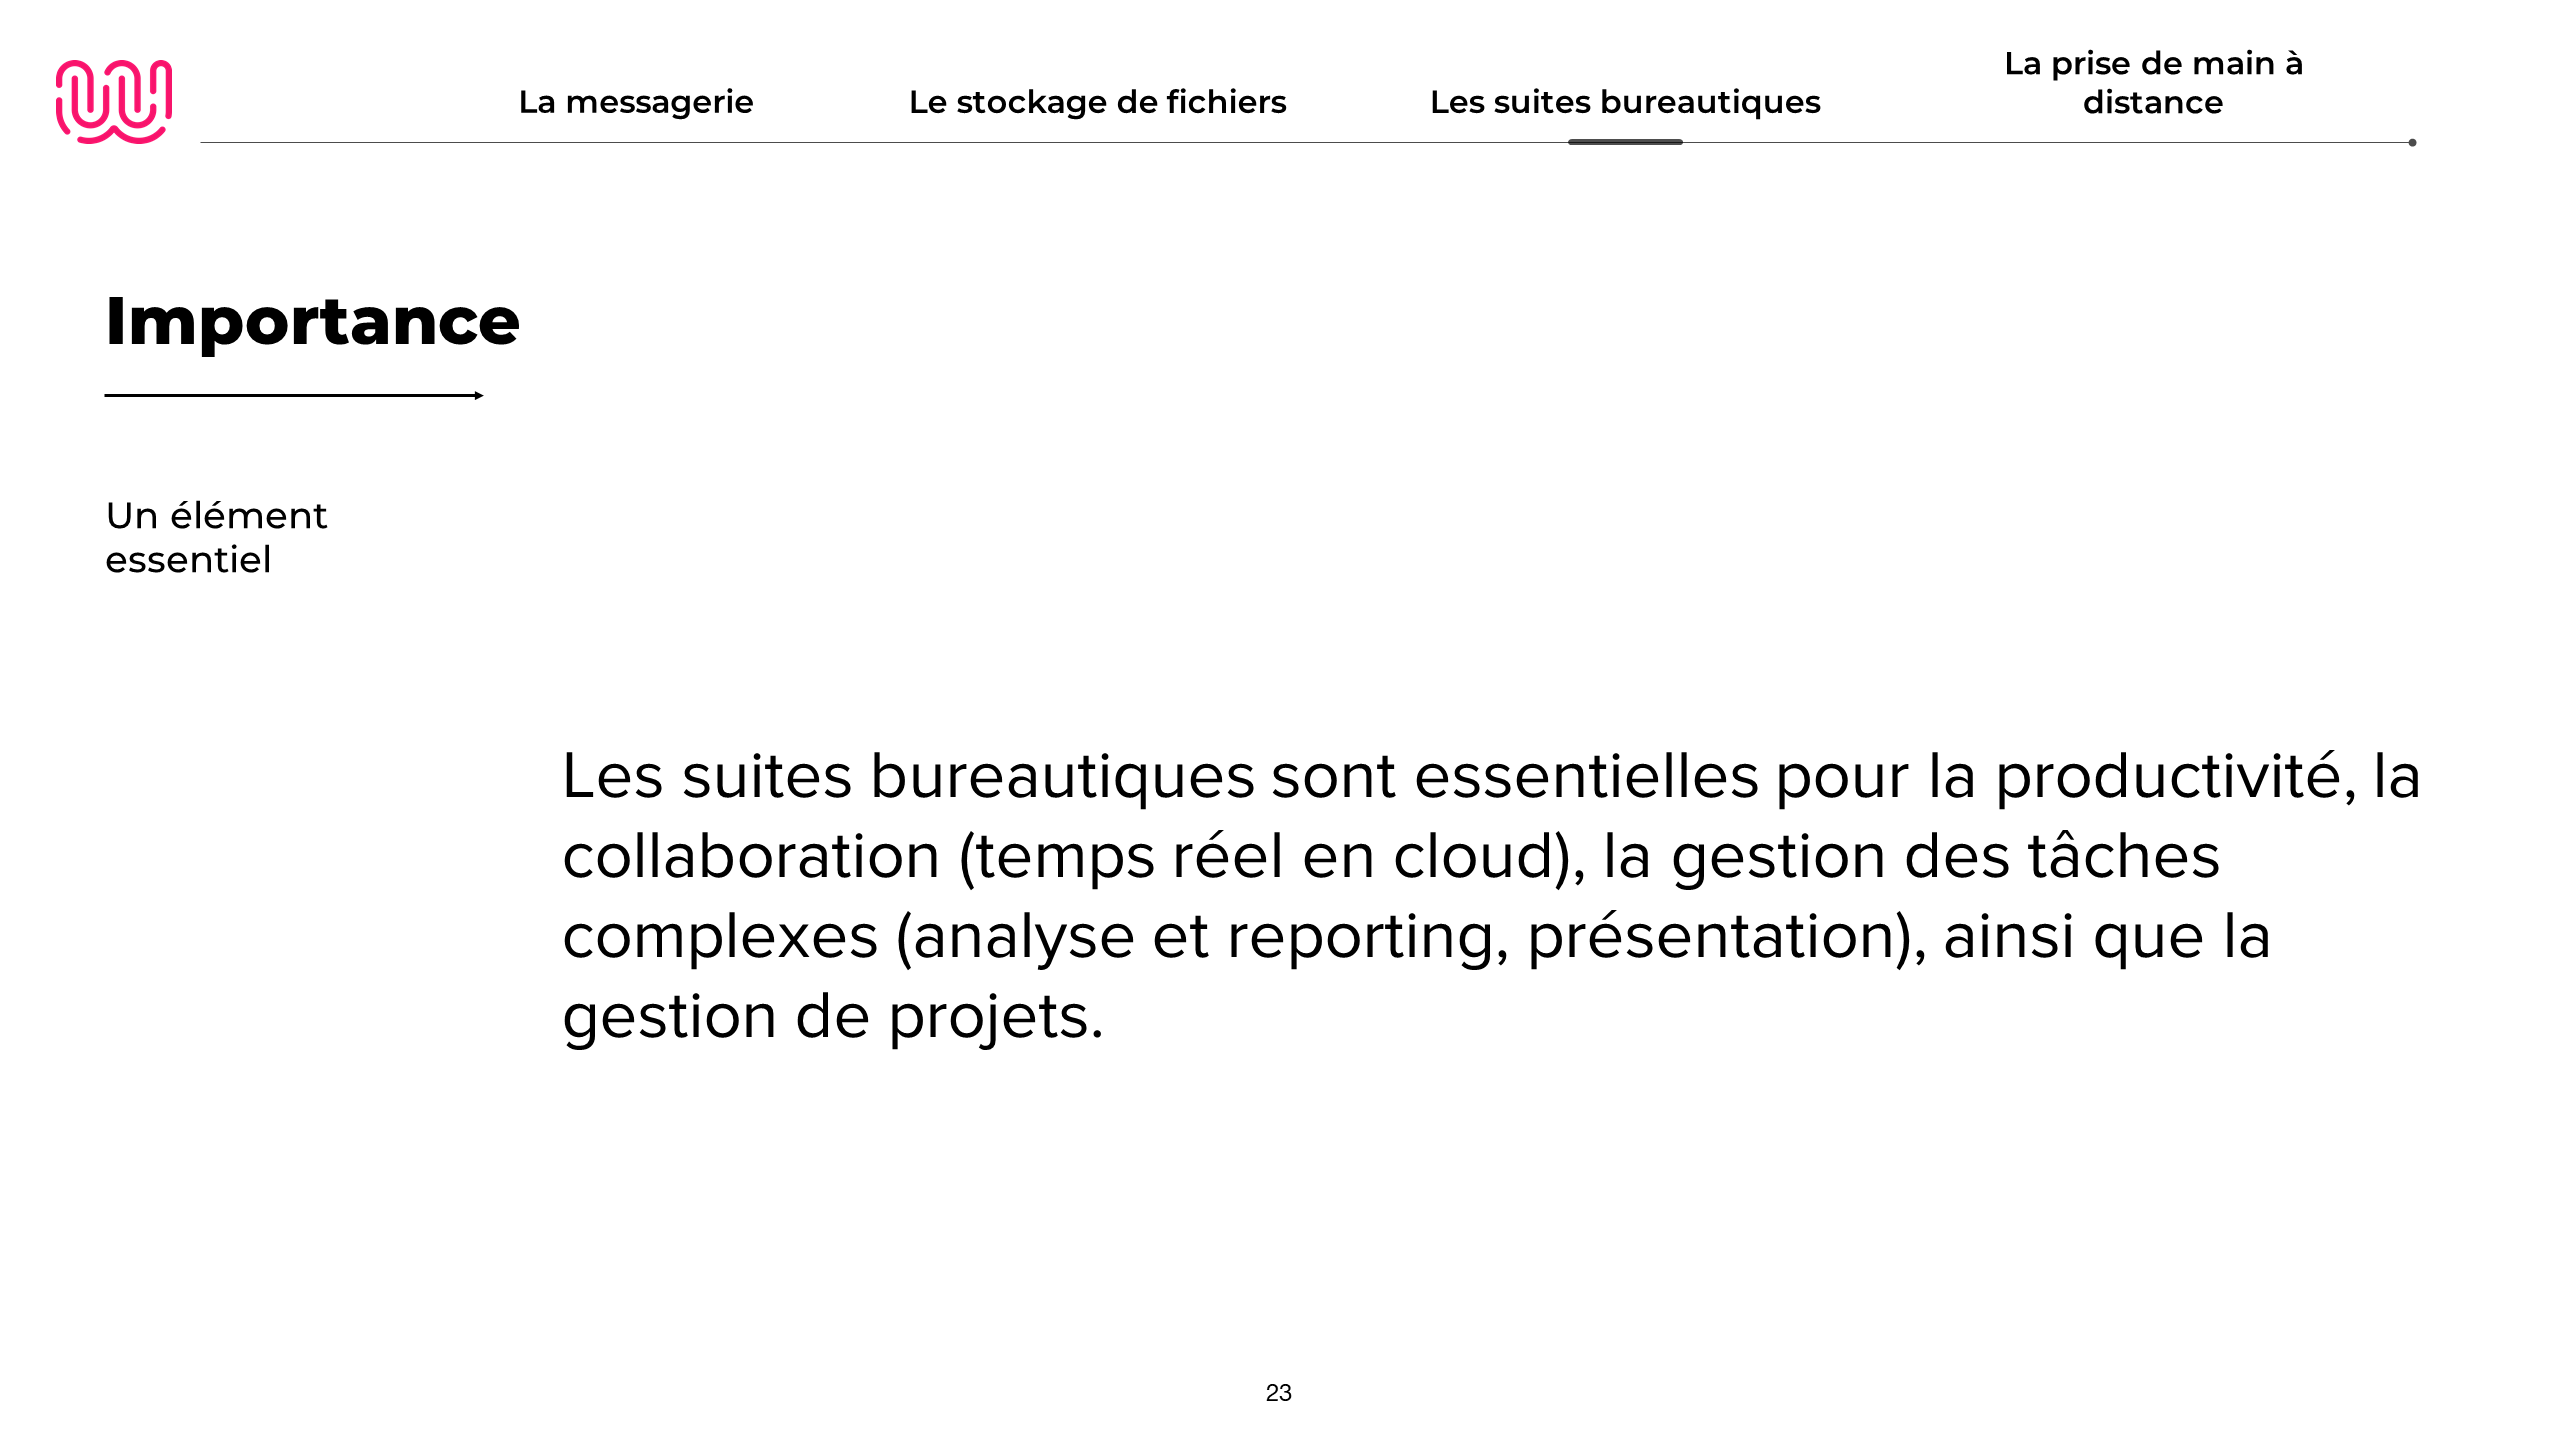 La messagerie
Le stockage de fichiers
Les suites bureautiques
La prise de main à
distance
Importance
Un élément
essentiel
Les suites bureautiques sont essentielles pour la productivité, la
collaboration (temps réel en cloud), la gestion des tâches
complexes (analyse et reporting, présentation), ainsi que la
gestion de projets.
23